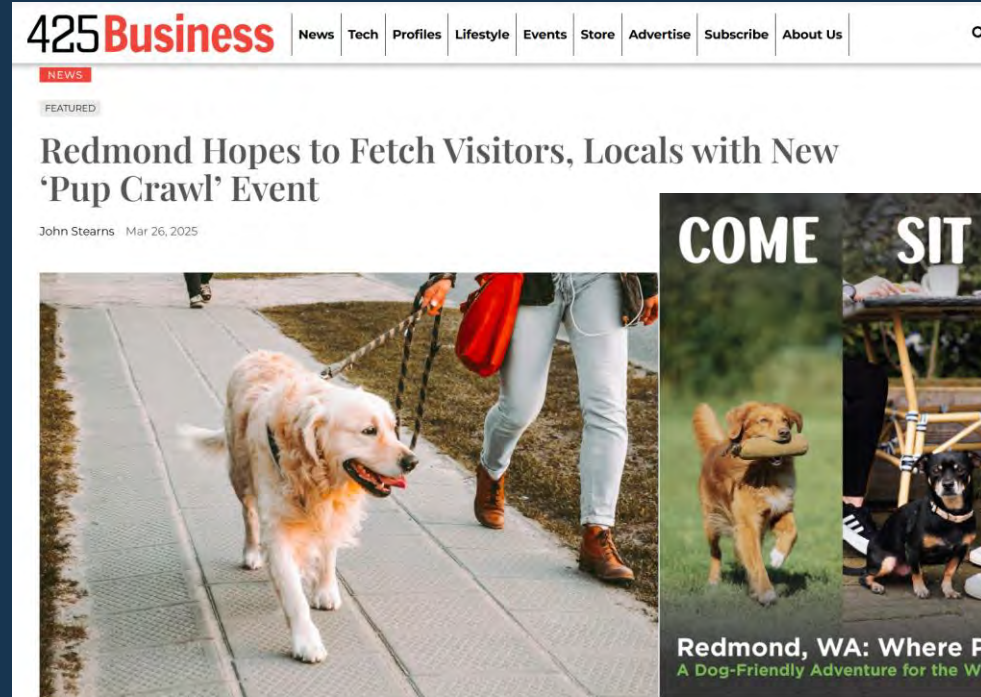 425Business
News Tech Profiles Lifestyle Events Store Advertise Subscribe About Us
NEWS
FEATURED
Redmond Hopes to Fetch Visitors, Locals with New
‘Pup Crawl’ Event
John Stearns Mar 26, 2025
COME SIT
Redmond, WA: Where
A Dog-Friendly Adventure for the